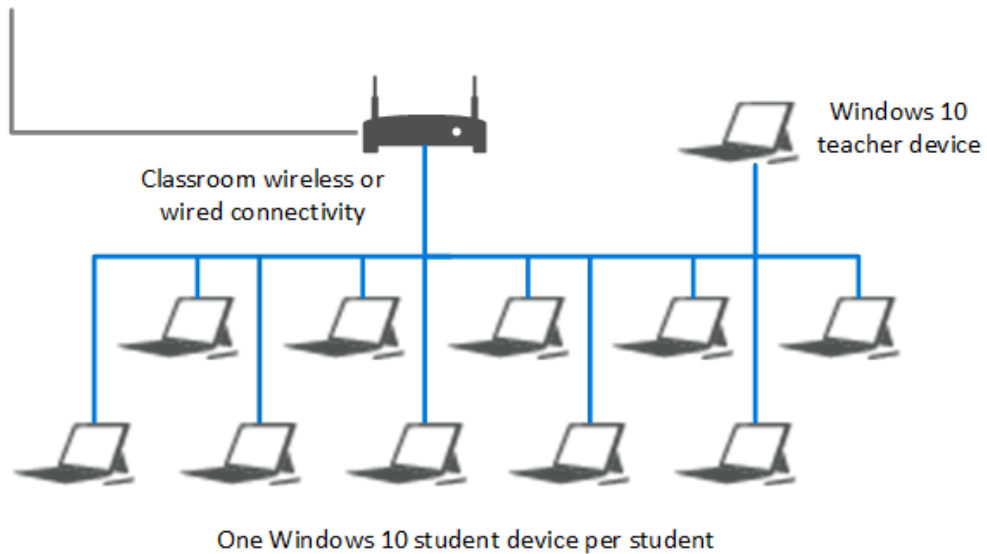 Windows 10
teacher device
Classroom wireless or
wired connectivity
One Windows 10 student device per student